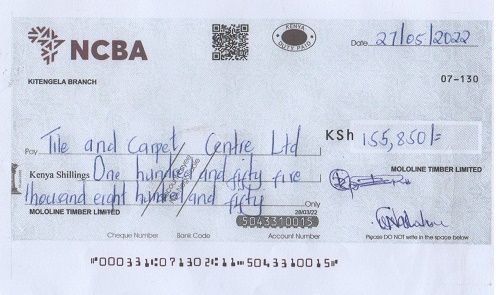 NCBA
KENYA
DUTY PAID
Date 27/05/2022
KITENGELA BRANCH
07-130
Pay Tile and Carpet Centre Ltd
KSh 155,850/=
Kenya Shillings One hundred and fifty five
thousand eight hundred and fifty Only
MOLOLINE TIMBER LIMITED
MOLOLINE TIMBER LIMITED
28/03/22
5043310015
Cheque Number Bank Code Account Number
Please DO NOT write in the space below
"000331:071302:11=5043310015"